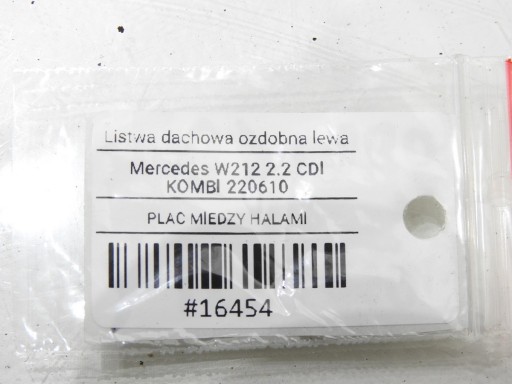 Listwa dachowa ozdobna lewa
Mercedes W212 2.2 CDI
KOMBI 220610
PLAC MIEDZY HALAMI
#16454